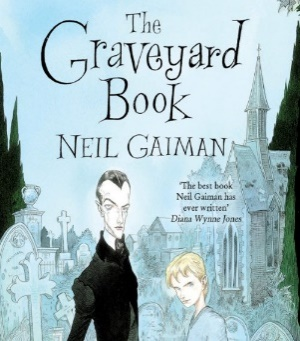 The
Graveyard
Book
NEIL GAIMAN
'The best book
Neil Gaiman has
ever written'
Diana Wynne Jones